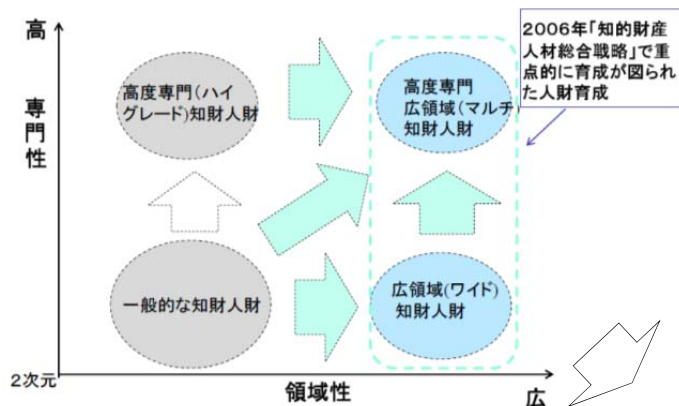 高
専門性
高度専門(ハイ
グレード)知財人財
高度専門
広領域(マルチ)
知財人財
2006年「知的財産
人材総合戦略」で重
点的に育成が図られ
た人財育成
一般的な知財人財
広領域(ワイド)
知財人財
2次元
領域性
広